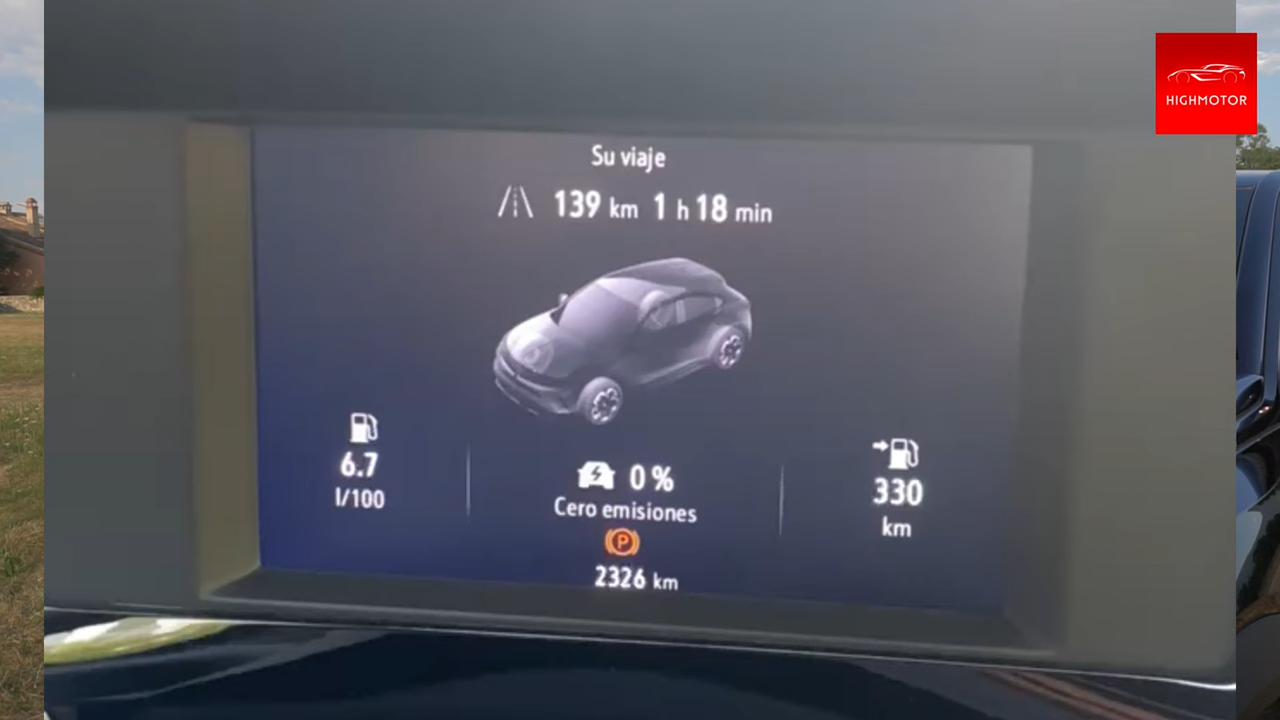 HIGHMOTOR
Su viaje
139 km 1 h 18 min
6.7
l/100
0 %
Cero emisiones
330
km
P
2326 km